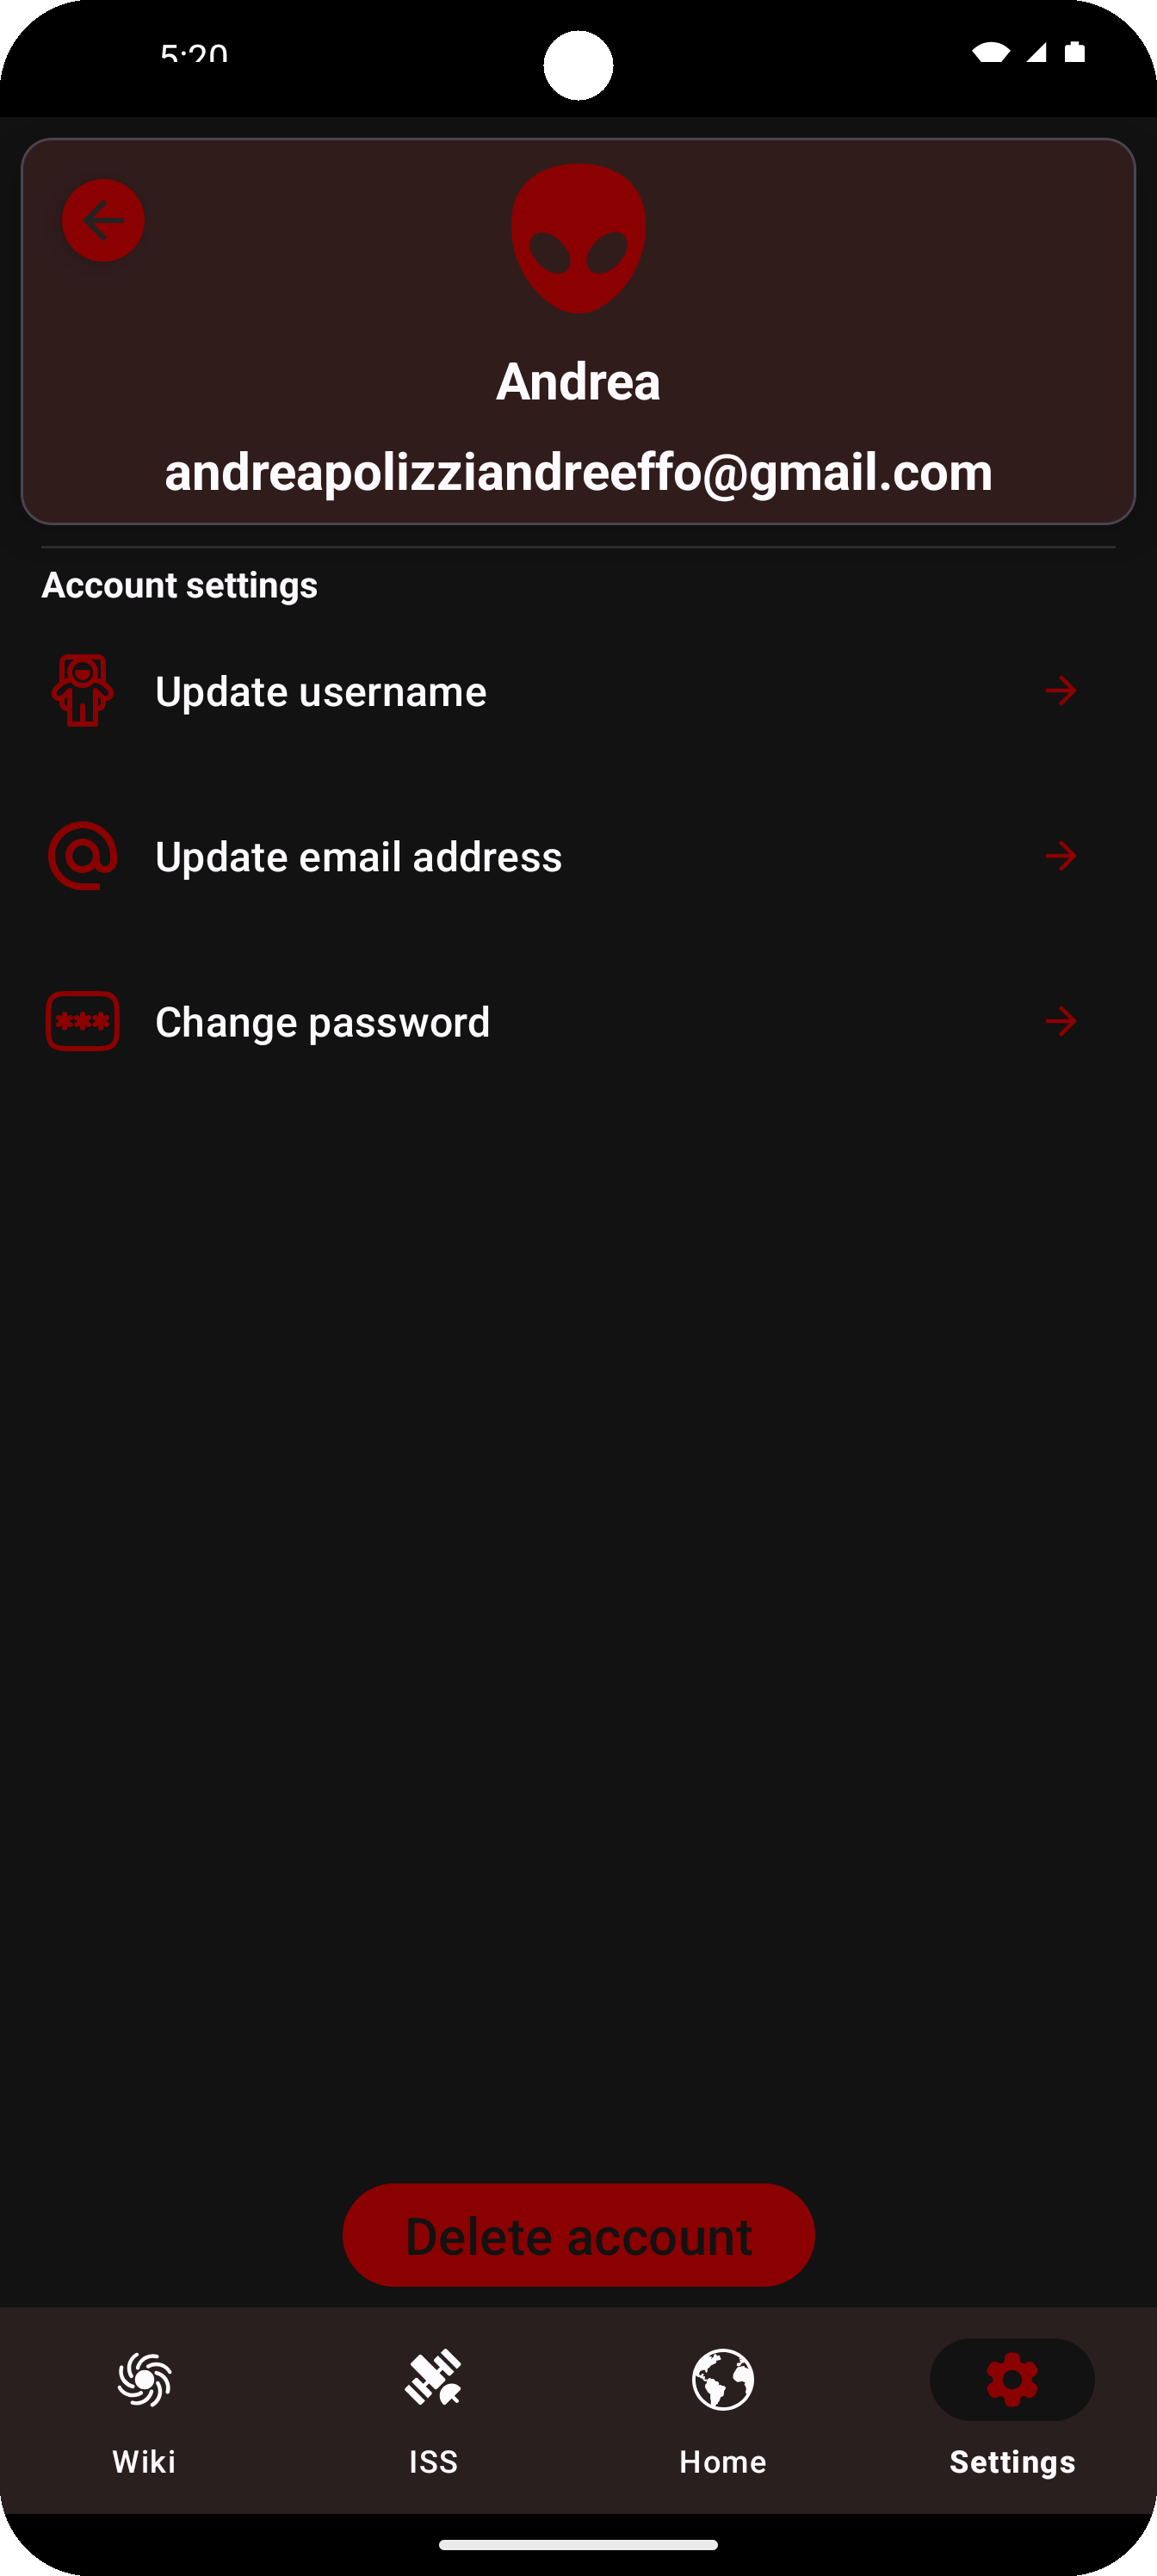 5:20
Andrea
andreapolizziandreeffo@gmail.com
Account settings
Update username
Update email address
Change password
Delete account
Wiki
ISS
Home
Settings